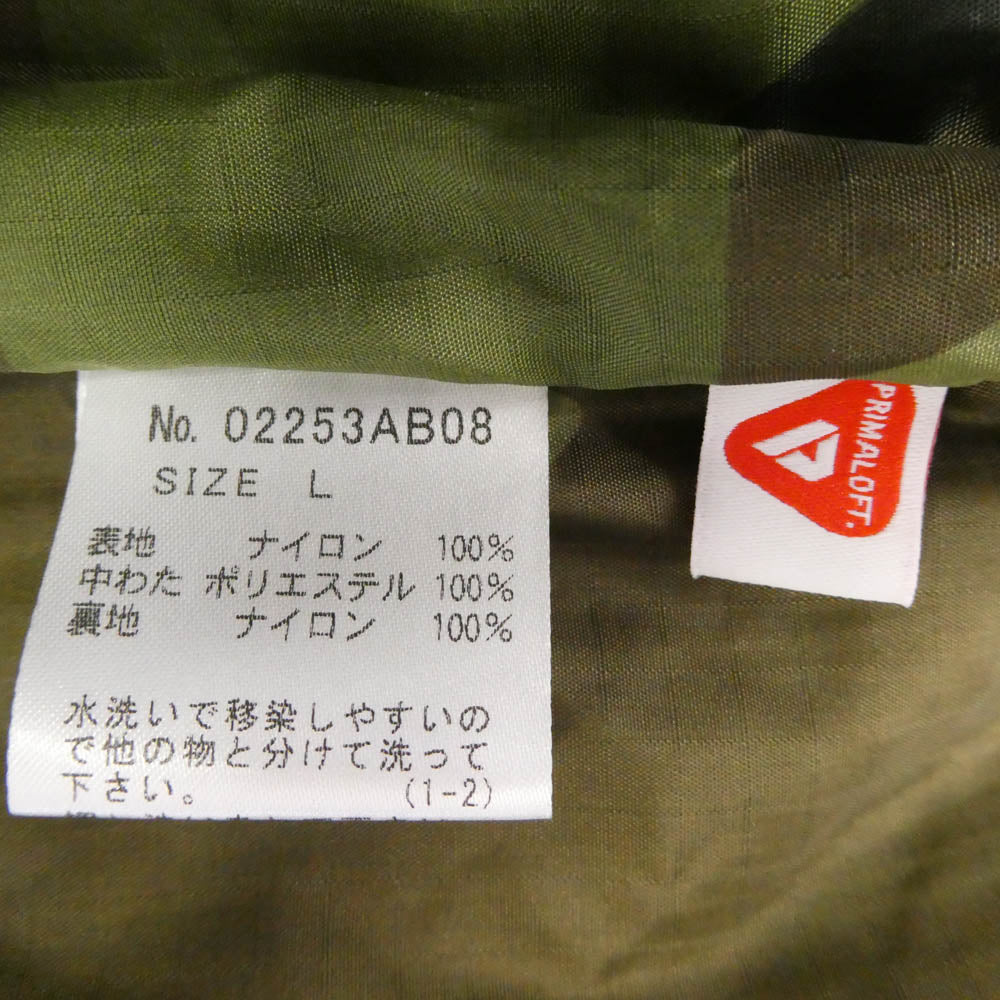 No. 02253AB08
SIZE L
表地 ナイロン 100%
中わた ポリエステル 100%
裏地 ナイロン 100%
水洗いで移染しやすいの
で他の物と分けて洗って
下さい。 (1-2)
PRIMALOFT.